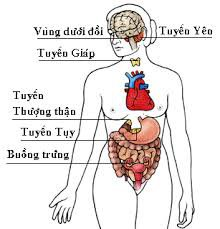 Vùng dưới đồi
Tuyến Yên
Tuyến Giáp
Tuyến
Thượng thận
Tuyến Tụy
Buồng trứng